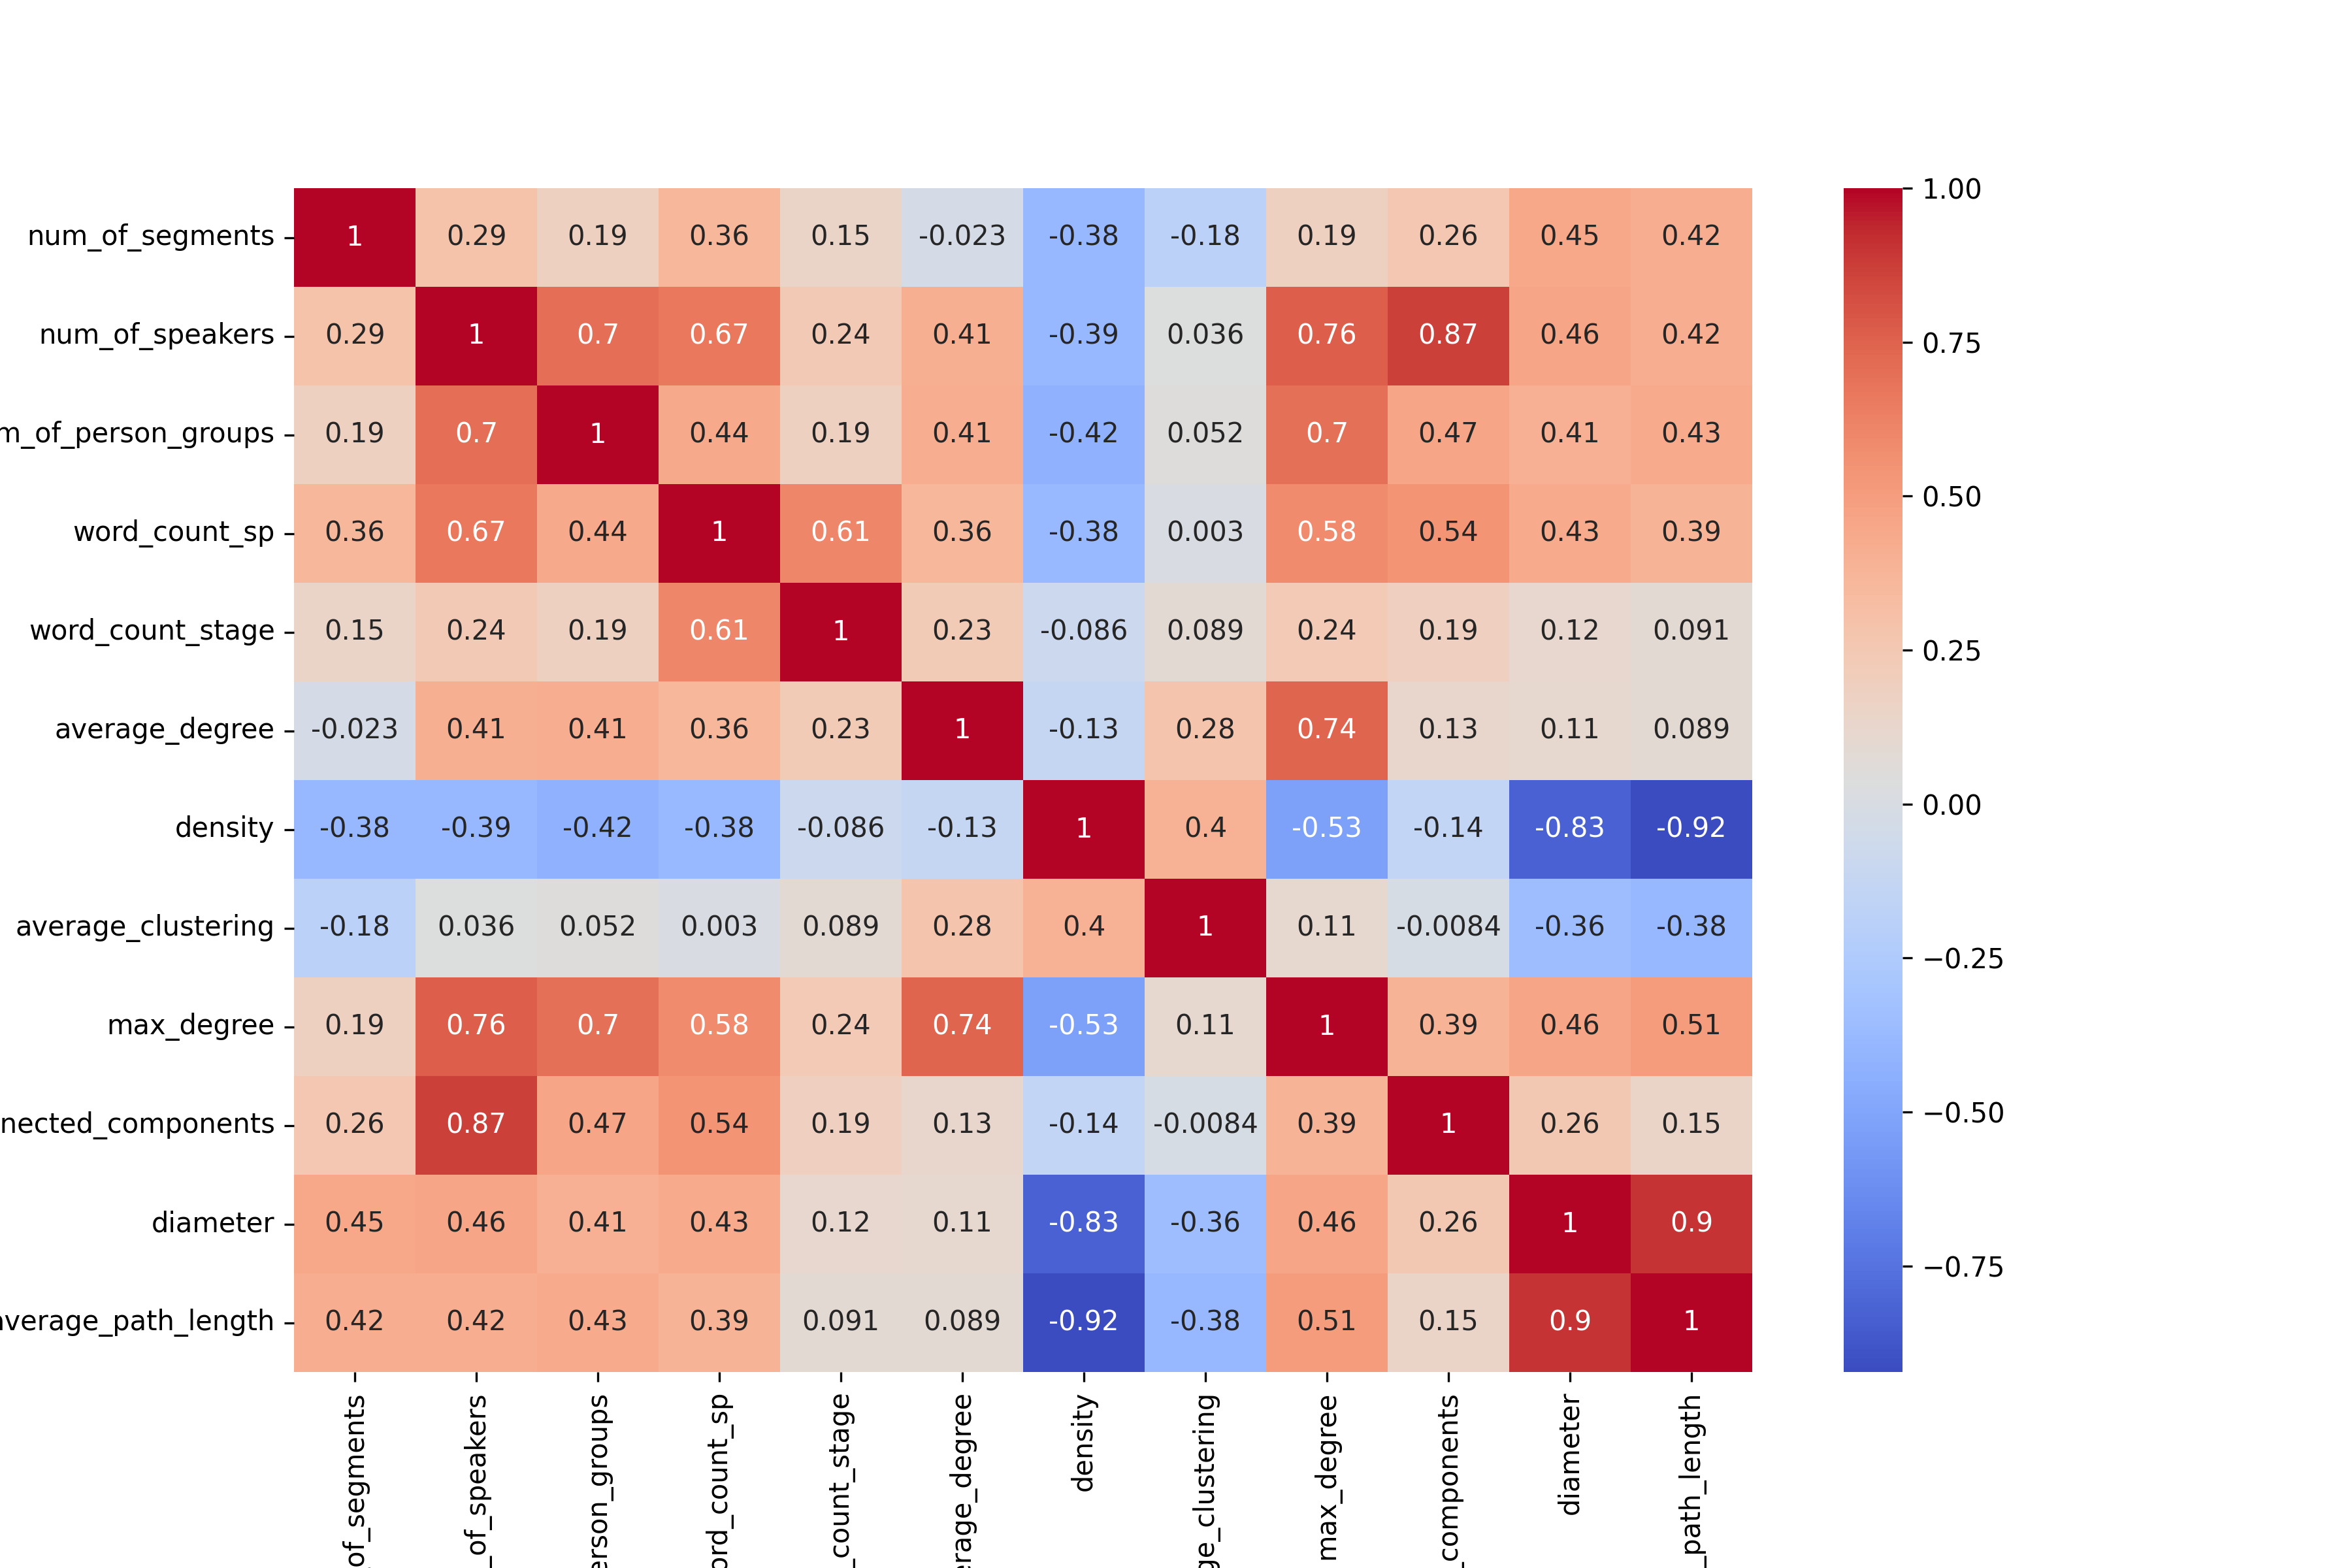 num_of_segments 1 0.29 0.19 0.36 0.15 -0.023 -0.38 -0.18 0.19 0.26 0.45 0.42
num_of_speakers 0.29 1 0.7 0.67 0.24 0.41 -0.39 0.036 0.76 0.87 0.46 0.42
m_of_person_groups 0.19 0.7 1 0.44 0.19 0.41 -0.42 0.052 0.7 0.47 0.41 0.43
word_count_sp 0.36 0.67 0.44 1 0.61 0.36 -0.38 0.003 0.58 0.54 0.43 0.39
word_count_stage 0.15 0.24 0.19 0.61 1 0.23 -0.086 0.089 0.24 0.19 0.12 0.091
average_degree -0.023 0.41 0.41 0.36 0.23 1 -0.13 0.28 0.74 0.13 0.11 0.089
density -0.38 -0.39 -0.42 -0.38 -0.086 -0.13 1 0.4 -0.53 -0.14 -0.83 -0.92
average_clustering -0.18 0.036 0.052 0.003 0.089 0.28 0.4 1 0.11 -0.0084 -0.36 -0.38
max_degree 0.19 0.76 0.7 0.58 0.24 0.74 -0.53 0.11 1 0.39 0.46 0.51
nected_components 0.26 0.87 0.47 0.54 0.19 0.13 -0.14 -0.0084 0.39 1 0.26 0.15
diameter 0.45 0.46 0.41 0.43 0.12 0.11 -0.83 -0.36 0.46 0.26 1 0.9
verage_path_length 0.42 0.42 0.43 0.39 0.091 0.089 -0.92 -0.38 0.51 0.15 0.9 1
of_segments
_of_speakers
erson_groups
ord_count_sp
_count_stage
erage_degree
density
ge_clustering
max_degree
_components
diameter
_path_length
1.00
0.75
0.50
0.25
0.00
−0.25
−0.50
−0.75